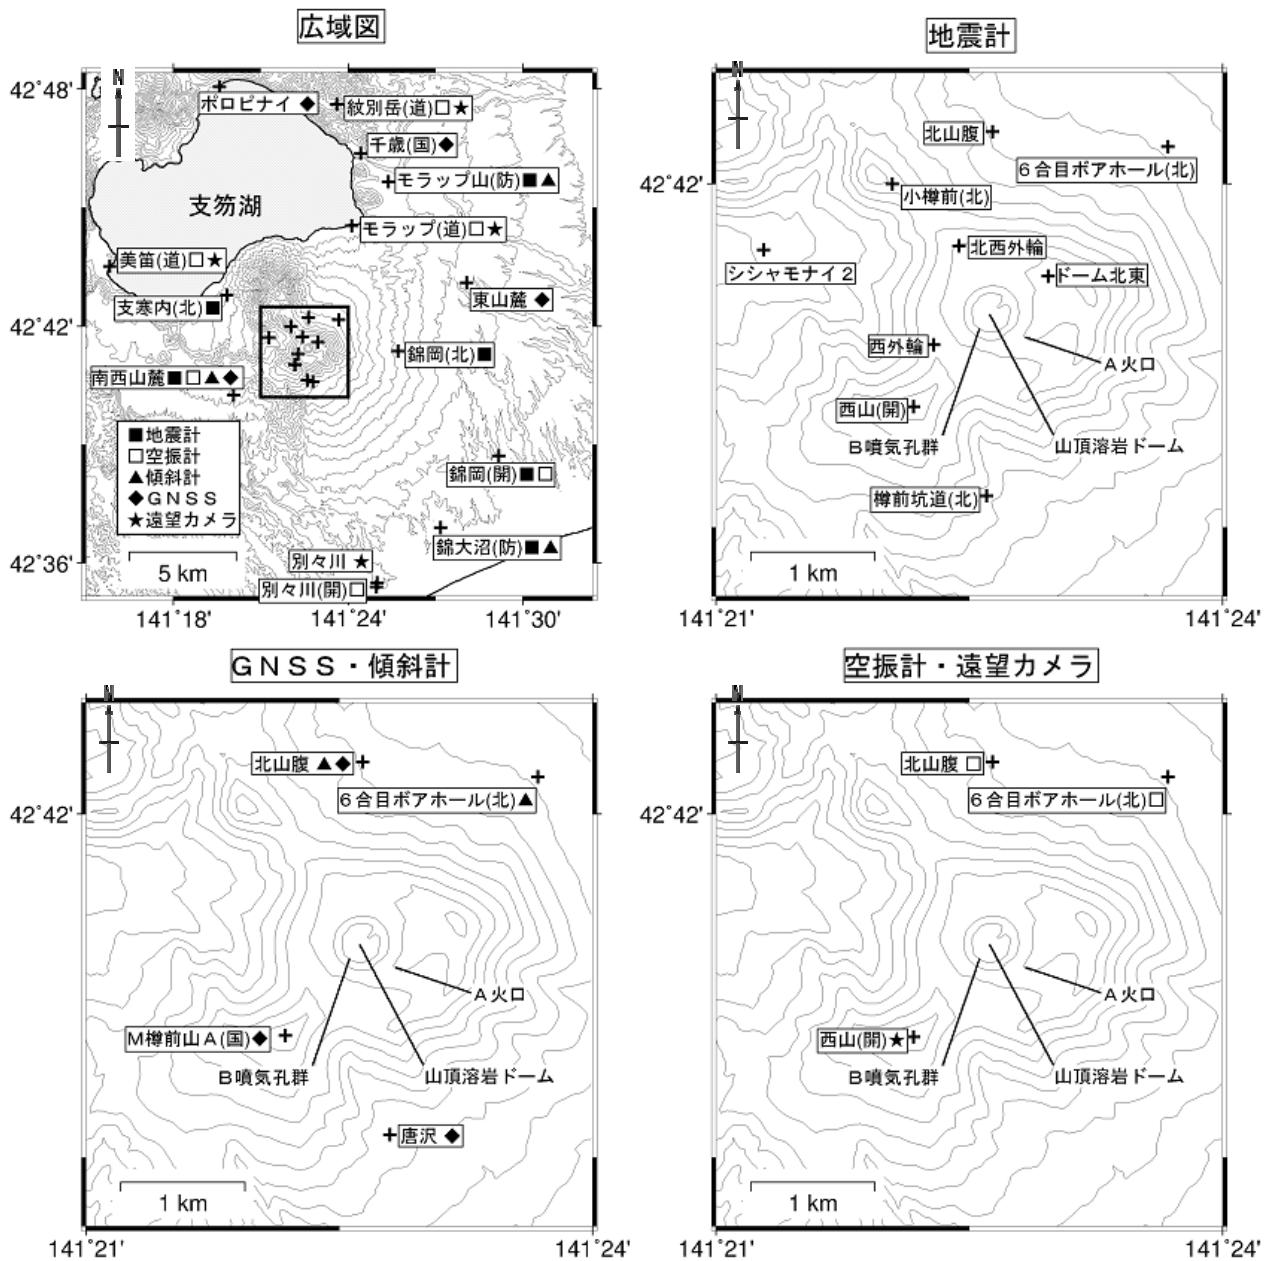 広域図
N
42°48'
ポロピナイ◆
紋別岳(道)□★
千歳(国)◆
モラップ山(防)■▲
支笏湖
モラップ(道)□★
美笛(道)□★
東山麓◆
支寒内(北)■
42°42'
錦岡(北)■
南西山麓■□▲◆
■地震計
□空振計
▲傾斜計
◆GNSS
★遠望カメラ
錦岡(開)■□
錦大沼(防)■▲
別々川★
42°36'
5 km
別々川(開)□
141°18'
141°24'
141°30'
地震計
N
北山腹
6合目ボアホール(北)
42°42'
小樽前(北)
北西外輪
シシャモナイ2
ドーム北東
西外輪
A火口
西山(開)
B噴気孔群
山頂溶岩ドーム
樽前坑道(北)
1 km
141°21'
141°24'
GNSS・傾斜計
N
北山腹▲◆
6合目ボアホール(北)▲
42°42'
A火口
M樽前山A(国)◆
B噴気孔群
山頂溶岩ドーム
唐沢◆
1 km
141°21'
141°24'
空振計・遠望カメラ
N
北山腹□
6合目ボアホール(北)□
42°42'
A火口
西山(開)★
B噴気孔群
山頂溶岩ドーム
1 km
141°21'
141°24'